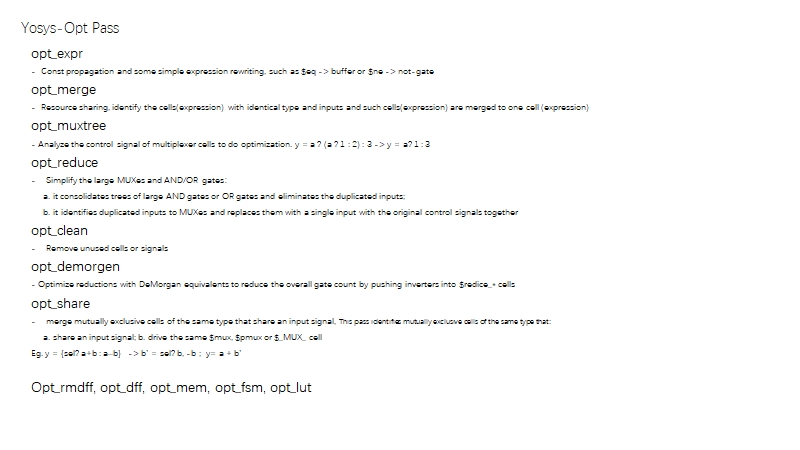 Yosys-Opt Pass
opt_expr
- Const propagation and some simple expression rewriting, such as $eq -> buffer or $ne -> not-gate
opt_merge
- Resource sharing, identify the cells(expression) with identical type and inputs and such cells(expression) are merged to one cell (expression)
opt_muxtree
- Analyze the control signal of multiplexer cells to do optimization. y = a ? (a ? 1 : 2) : 3 -> y = a? 1 : 3
opt_reduce
- Simplify the large MUXes and AND/OR gates:
a. it consolidates trees of large AND gates or OR gates and eliminates the duplicated inputs;
b. it identifies duplicated inputs to MUXes and replaces them with a single input with the original control signals together
opt_clean
- Remove unused cells or signals
opt_demorgen
- Optimize reductions with DeMorgan equivalents to reduce the overall gate count by pushing inverters into $redice_* cells
opt_share
- merge mutually exclusive cells of the same type that share an input signal, This pass identifies mutually exclusive cells of the same type that:
a. share an input signal; b. drive the same $mux, $pmux or $_MUX_ cell
Eg. y = (sel? a+b : a-b) -> b' = sel? b, -b ; y= a + b'
Opt_rmdff, opt_dff, opt_mem, opt_fsm, opt_lut